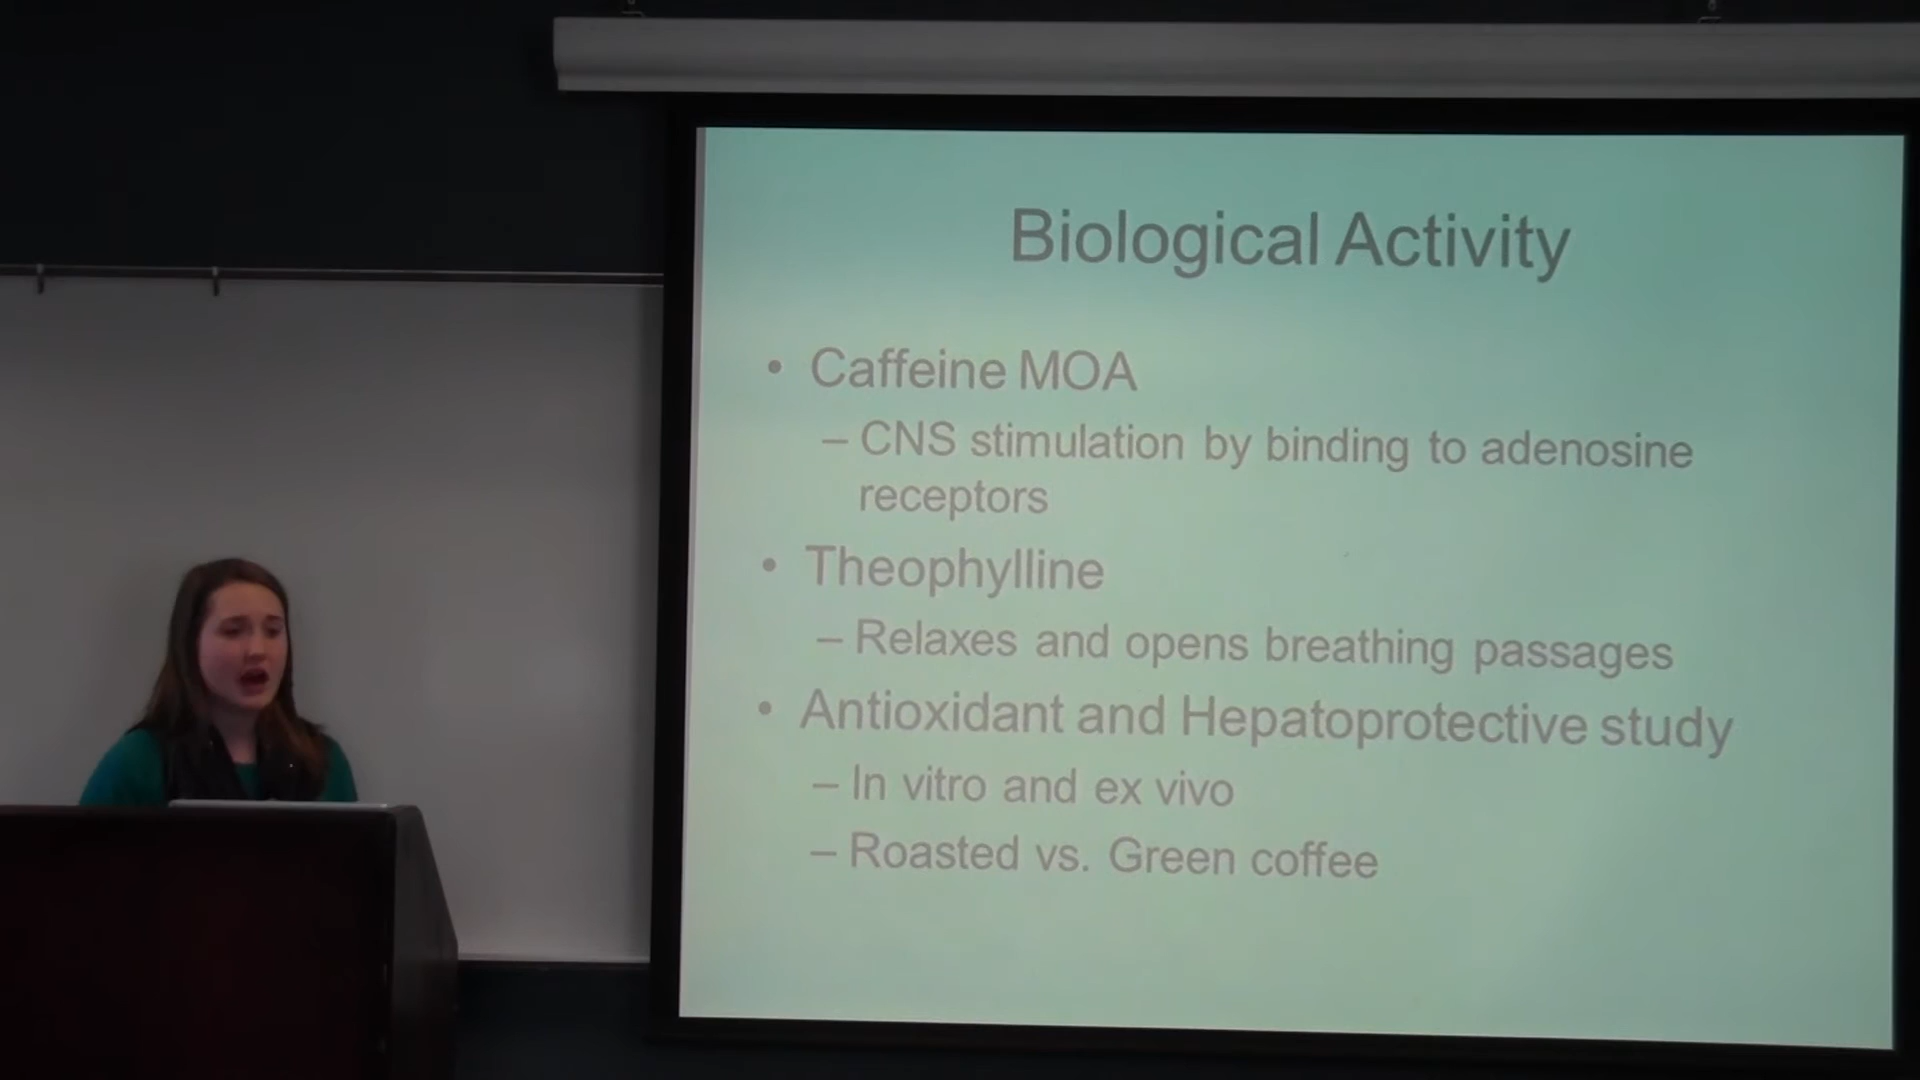 Biological Activity
• Caffeine MOA
– CNS stimulation by binding to adenosine
receptors
• Theophylline
– Relaxes and opens breathing passages
• Antioxidant and Hepatoprotective study
– In vitro and ex vivo
– Roasted vs. Green coffee